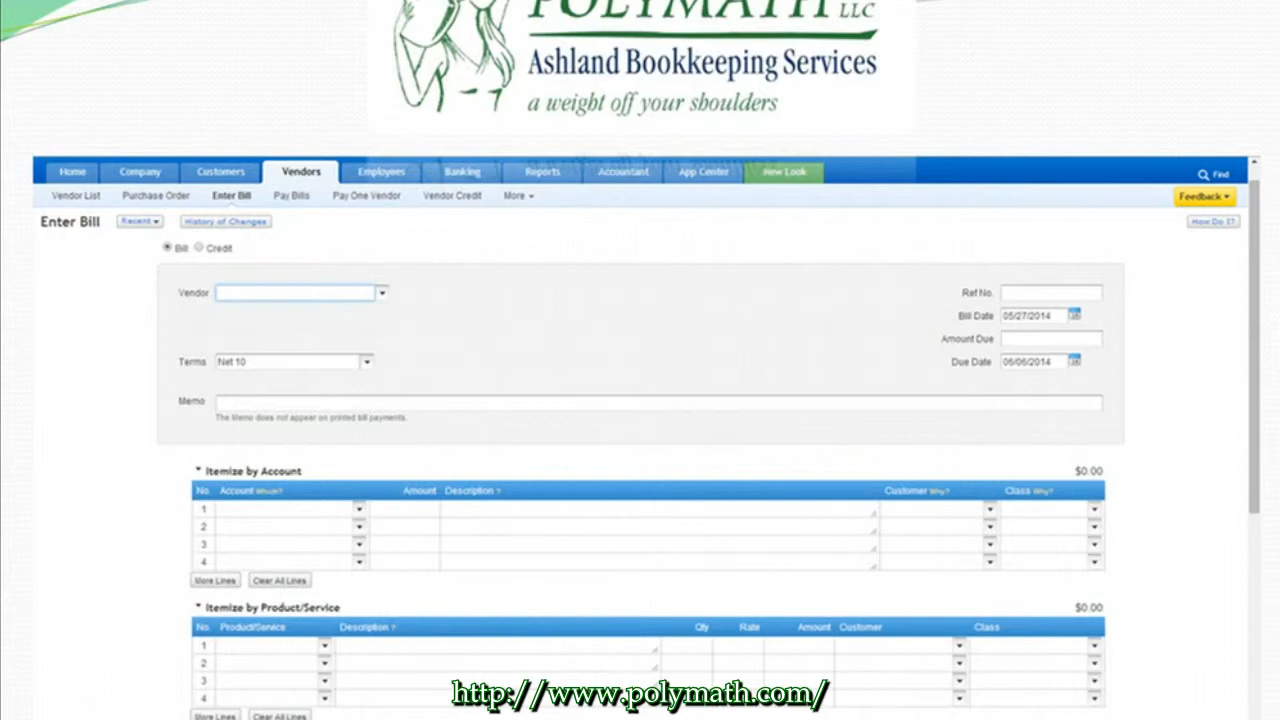 POLYMATH LLC
Ashland Bookkeeping Services
a weight off your shoulders
Home Company Customers Vendors Employees Banking Reports Accountant App Center New Look Find
Vendor List Purchase Order Enter Bill Pay Bills Pay One Vendor Vendor Credit More Feedback
Enter Bill Recent History of Changes How Do I?
Bill Credit
Vendor Ref No.
Bill Date 05/27/2014
Amount Due
Terms Net 10 Due Date 06/06/2014
Memo
The Memo does not appear on printed bill payments.
Itemize by Account $0.00
No. Account Which? Amount Description ? Customer Why? Class Why?
1
2
3
4
More Lines Clear All Lines
Itemize by Product/Service $0.00
No. Product/Service Description ? Qty Rate Amount Customer Class
1
2
3
4
http://www.polymath.com/
More Lines Clear All Lines